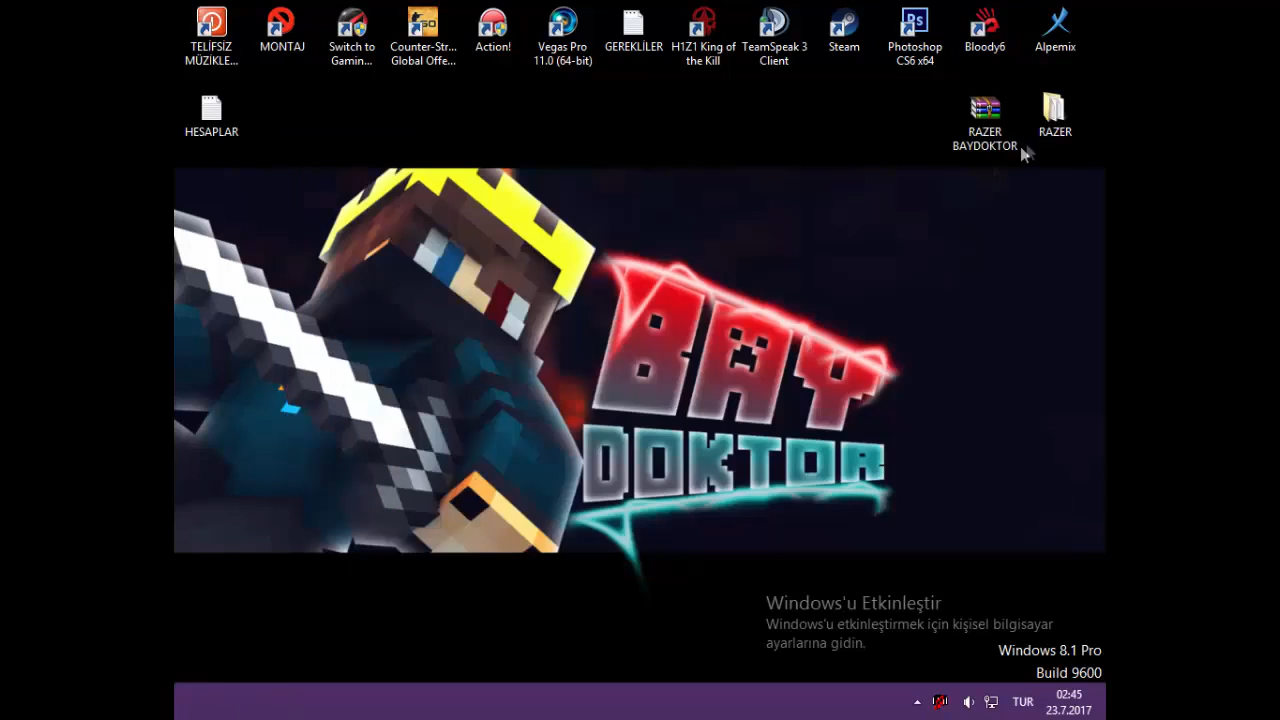 TELİFSİZ
MÜZİKLE...
MONTAJ
Switch to
Gamin...
Counter-Str...
Global Offe...
Action!
Vegas Pro
11.0 (64-bit)
GEREKLİLER
H1Z1 King of
the Kill
TeamSpeak 3
Client
Steam
Ps
Photoshop
CS6 x64
Bloody6
Alpemix
HESAPLAR
RAZER
BAYDOKTOR
RAZER
BAY
DOKTOR
Windows'u Etkinleştir
Windows'u etkinleştirmek için kişisel bilgisayar
ayarlarına gidin.
Windows 8.1 Pro
Build 9600
TUR
02:45
23.7.2017